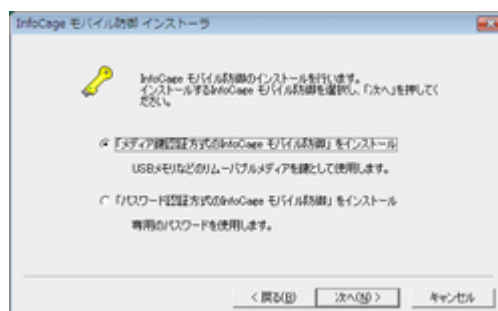 InfoCage モバイル防御 インストーラ
InfoCage モバイル防御のインストールを行います。
インストールするInfoCage モバイル防御を選択し、「次へ」を押してく
ださい。
「メディア鍵認証方式のInfoCage モバイル防御」をインストール
USBメモリなどのリムーバブルメディアを鍵として使用します。
「パスワード認証方式のInfoCage モバイル防御」をインストール
専用のパスワードを使用します。
< 戻る(B)
次へ(N) >
キャンセル